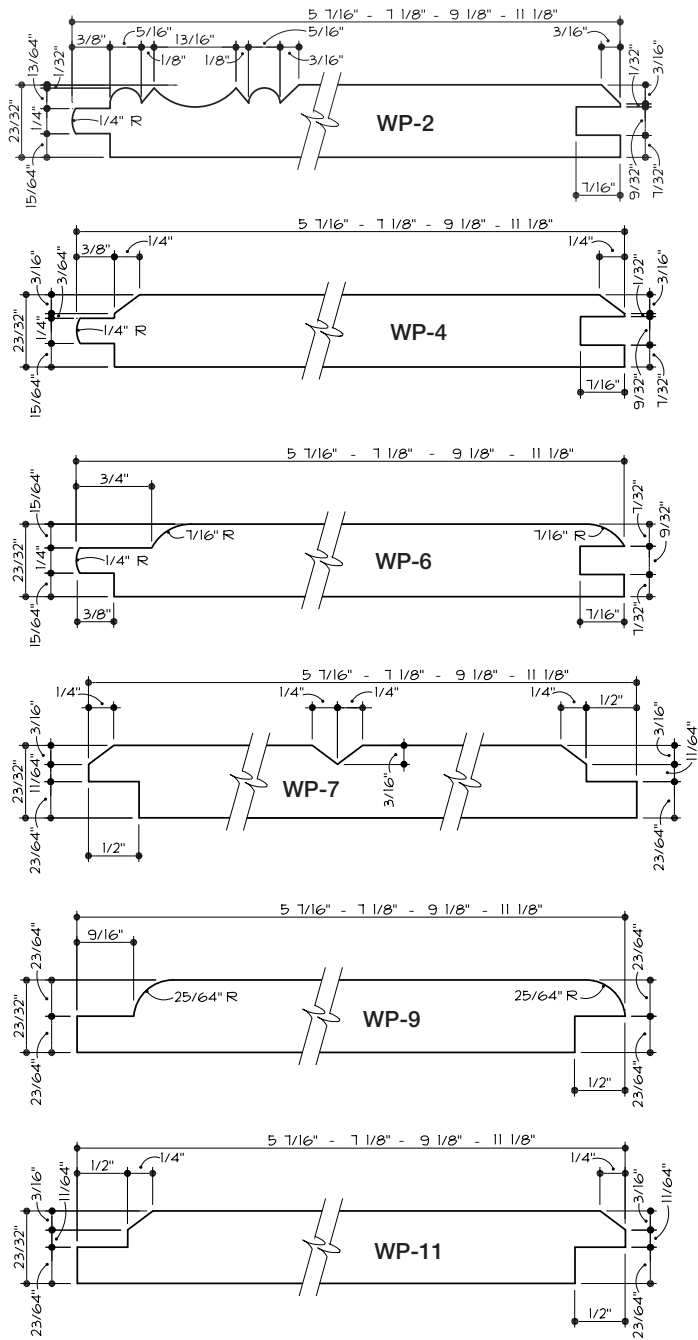 5 7/16" - 7 1/8" - 9 1/8" - 11 1/8"
5/16" 5/16"
3/8" 13/16" 3/16"
1/8" 1/8" 3/16"
13/64" 1/32" 1/32" 3/16"
23/32" 1/4" 1/4" R WP-2
15/64" 7/16" 9/32" 7/32"
5 7/16" - 7 1/8" - 9 1/8" - 11 1/8"
3/8" 1/4" 1/4"
3/16" 3/64" 1/32" 3/16"
23/32" 1/4" 1/4" R WP-4
15/64" 7/16" 9/32" 7/32"
5 7/16" - 7 1/8" - 9 1/8" - 11 1/8"
3/4"
15/64" 7/16" R 7/16" R 7/32" 9/32"
23/32" 1/4" 1/4" R WP-6
15/64" 3/8" 7/16" 7/32"
5 7/16" - 7 1/8" - 9 1/8" - 11 1/8"
1/4" 1/4" 1/4" 1/4" 1/2"
3/16" 3/16"
23/32" 11/64" WP-7 3/16" 11/64"
23/64" 23/64"
1/2"
5 7/16" - 7 1/8" - 9 1/8" - 11 1/8"
9/16"
23/64" 25/64" R 25/64" R 23/64"
23/32" WP-9
23/64" 1/2" 23/64"
5 7/16" - 7 1/8" - 9 1/8" - 11 1/8"
1/2" 1/4" 1/4"
3/16" 11/64" 3/16" 11/64"
23/32" WP-11
23/64" 1/2" 23/64"